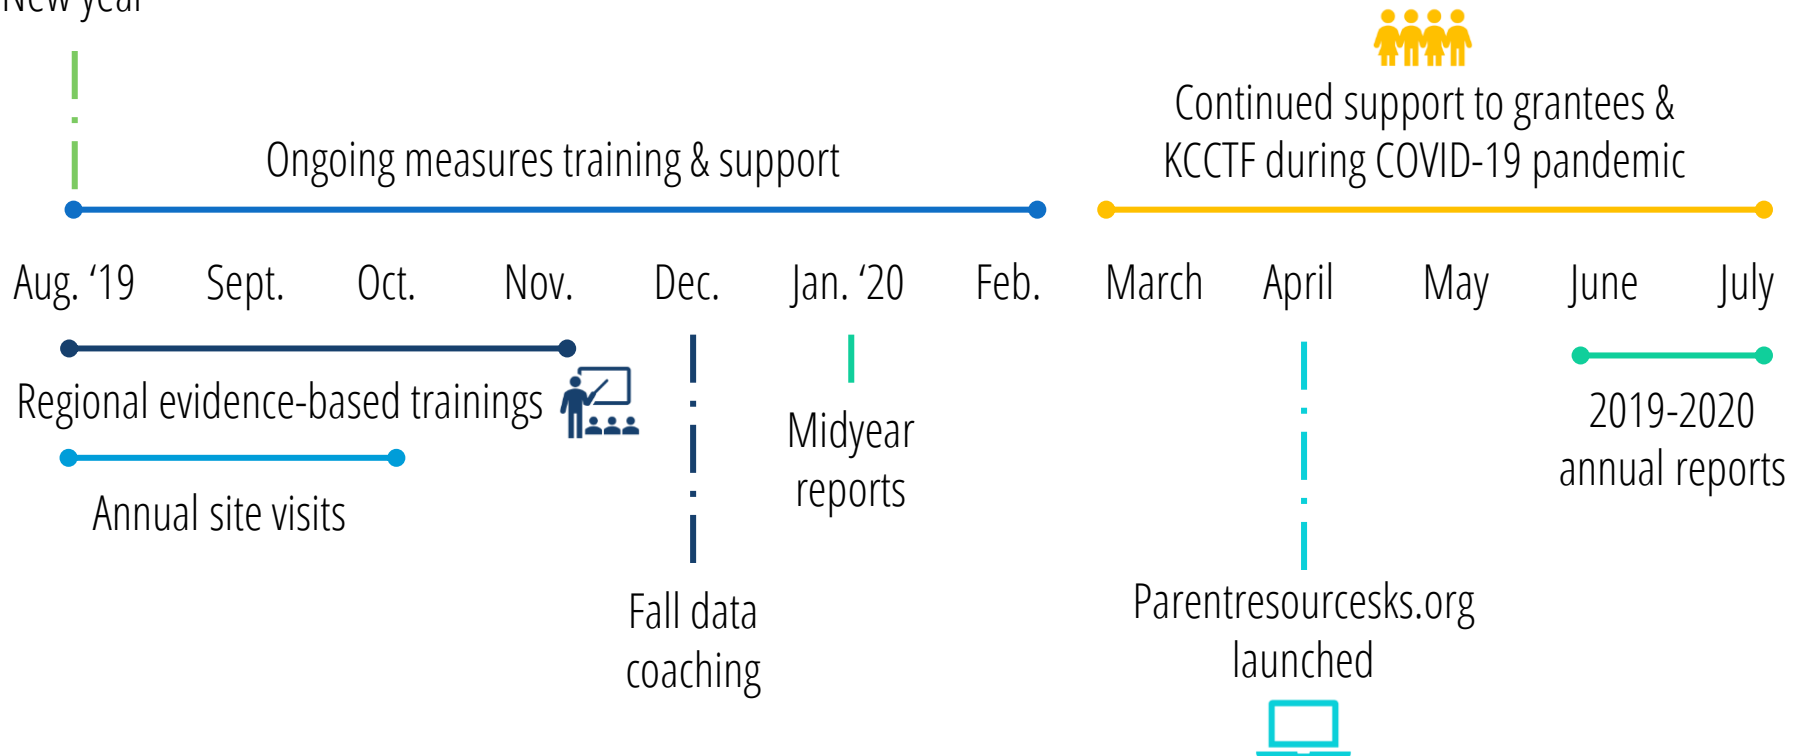 New year
Continued support to grantees &
KCCTF during COVID-19 pandemic
Ongoing measures training & support
Aug. ‘19 Sept. Oct. Nov. Dec. Jan. ‘20 Feb. March April May June July
Regional evidence-based trainings
Annual site visits
Fall data
coaching
Midyear
reports
Parentresourcesks.org
launched
2019-2020
annual reports